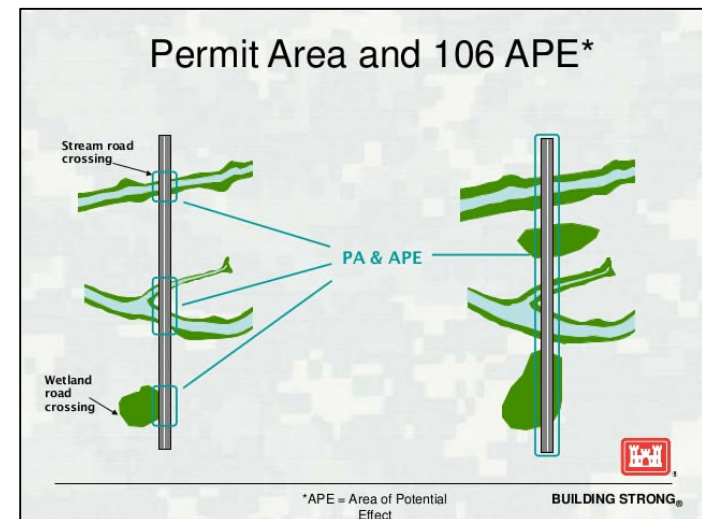 Permit Area and 106 APE*
Stream road
crossing
PA & APE
Wetland
road
crossing
*APE = Area of Potential
Effect
BUILDING STRONG®